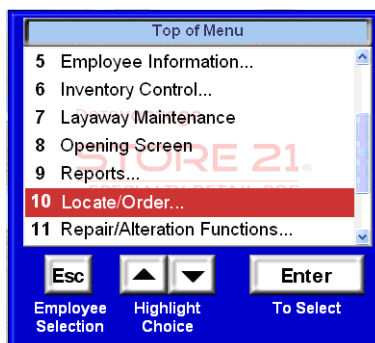 Top of Menu
5 Employee Information...
6 Inventory Control...
7 Layaway Maintenance
8 Opening Screen
STORE 21®
9 Reports...
SPECIALTY RETAIL POS
10 Locate/Order...
11 Repair/Alteration Functions...
Esc
Enter
Employee Selection
Highlight Choice
To Select